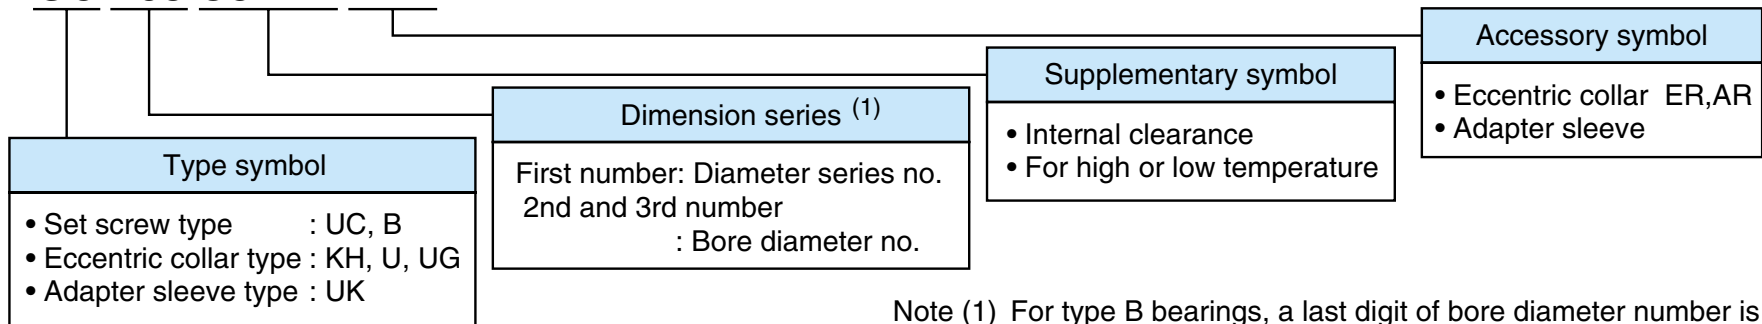 Accessory symbol
• Eccentric collar ER,AR
• Adapter sleeve
Supplementary symbol
• Internal clearance
• For high or low temperature
Dimension series (1)
First number: Diameter series no.
2nd and 3rd number
: Bore diameter no.
Type symbol
• Set screw type : UC, B
• Eccentric collar type : KH, U, UG
• Adapter sleeve type : UK
Note (1) For type B bearings, a last digit of bore diameter number is